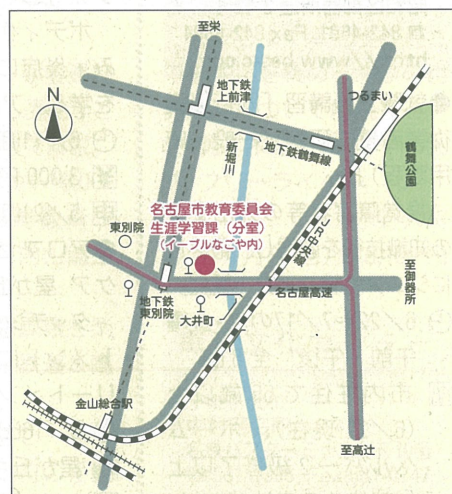 至栄
地下鉄
上前津
つるまい
N
新堀川
地下鉄鶴舞線
鶴舞公園
名古屋市教育委員会
生涯学習課(分室)
(イーブルなごや内)
東別院
JR中央線
至御器所
名古屋高速
地下鉄
東別院
大井町
金山総合駅
至高辻